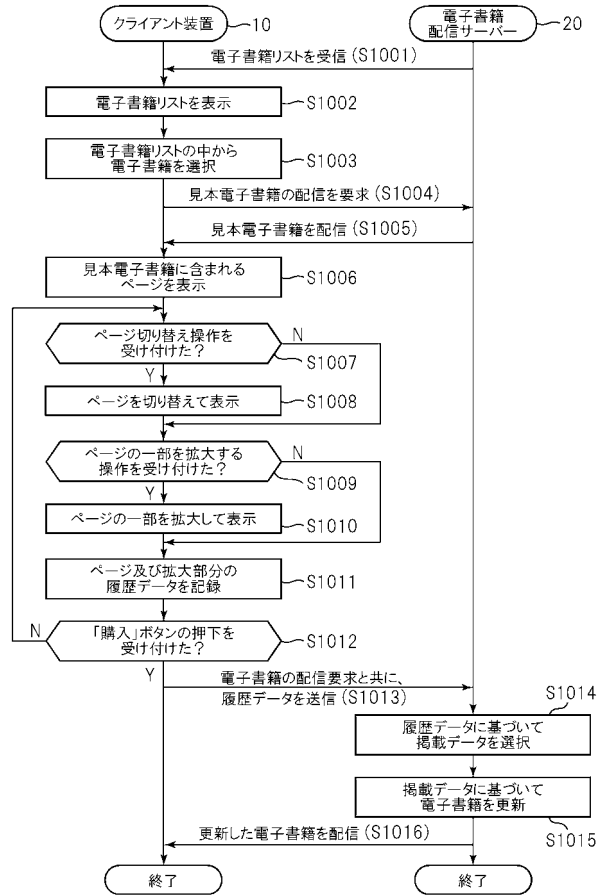 クライアント装置
10
電子書籍
配信サーバー
20
電子書籍リストを受信(S1001)
電子書籍リストを表示
S1002
電子書籍リストの中から
電子書籍を選択
S1003
見本電子書籍の配信を要求(S1004)
見本電子書籍を配信(S1005)
見本電子書籍に含まれる
ページを表示
S1006
ページ切り替え操作を
受け付けた?
N
S1007
Y
ページを切り替えて表示
S1008
ページの一部を拡大する
操作を受け付けた?
N
S1009
Y
ページの一部を拡大して表示
S1010
ページ及び拡大部分の
履歴データを記録
S1011
N
「購入」ボタンの押下を
受け付けた?
S1012
Y
電子書籍の配信要求と共に、
履歴データを送信(S1013)
S1014
履歴データに基づいて
掲載データを選択
掲載データに基づいて
電子書籍を更新
S1015
更新した電子書籍を配信(S1016)
終了
終了